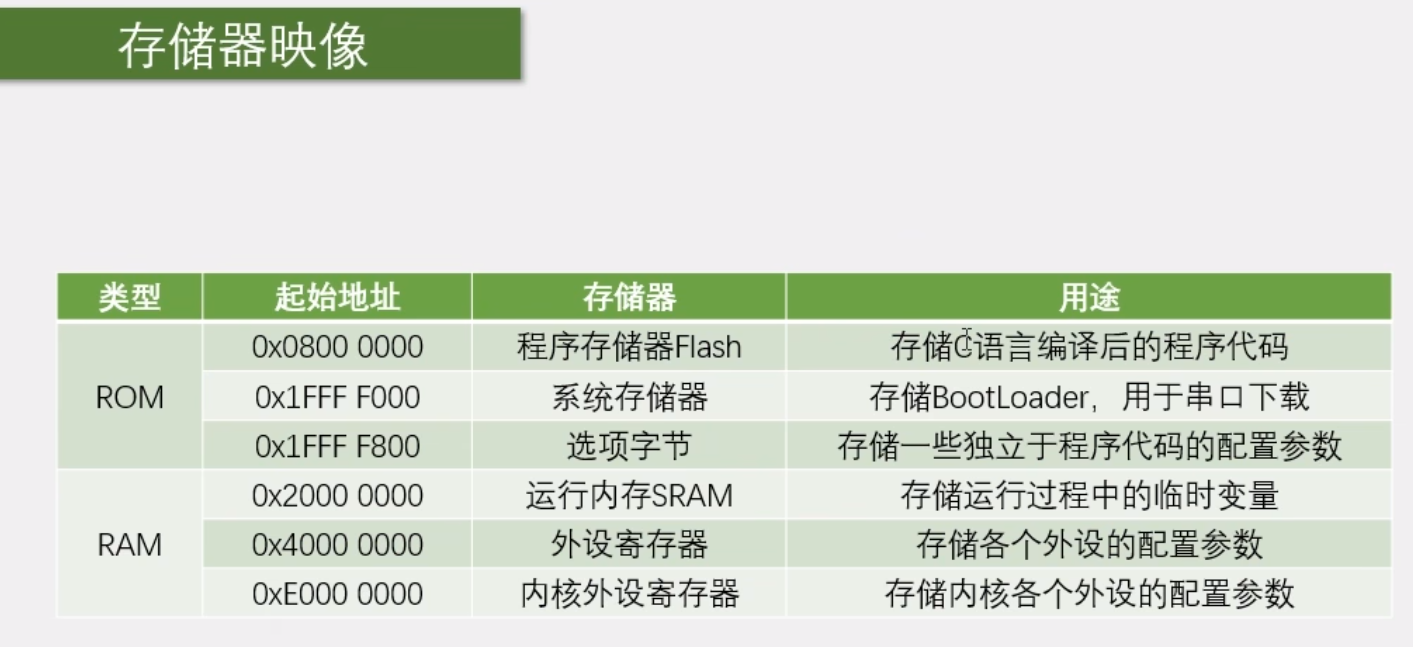 存储器映像
类型 起始地址 存储器 用途
ROM
0x0800 0000 程序存储器Flash 存储C语言编译后的程序代码
0x1FFF F000 系统存储器 存储BootLoader，用于串口下载
0x1FFF F800 选项字节 存储一些独立于程序代码的配置参数
RAM
0x2000 0000 运行内存SRAM 存储运行过程中的临时变量
0x4000 0000 外设寄存器 存储各个外设的配置参数
0xE000 0000 内核外设寄存器 存储内核各个外设的配置参数